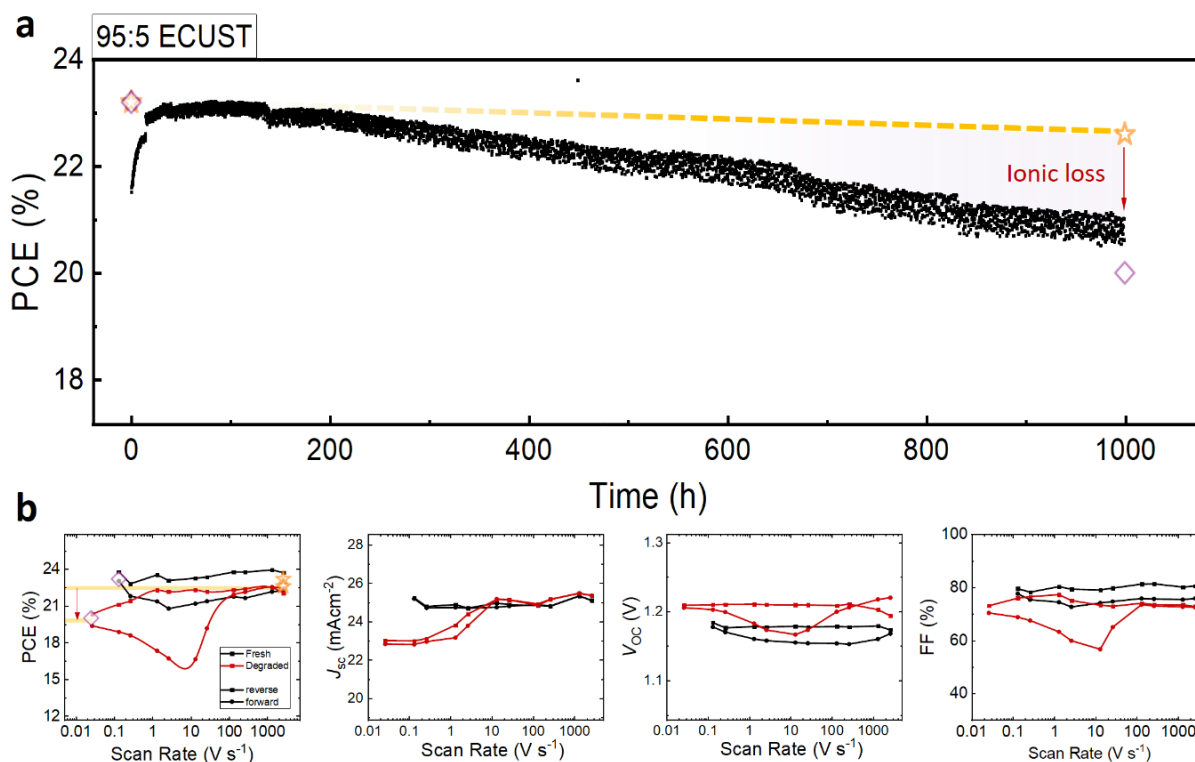 a
95:5 ECUST
24
22
20
18
PCE (%)
Ionic loss
0 200 400 600 800 1000
Time (h)
b
24
21
18
15
12
PCE (%)
Fresh
Degraded
reverse
forward
0.01 0.1 1 10 100 1000
Scan Rate (V s⁻¹)
28
26
24
22
20
Jsc (mAcm⁻²)
0.01 0.1 1 10 100 1000
Scan Rate (V s⁻¹)
1.3
1.2
1.1
VOC (V)
0.01 0.1 1 10 100 1000
Scan Rate (V s⁻¹)
100
80
60
40
FF (%)
0.01 0.1 1 10 100 1000
Scan Rate (V s⁻¹)